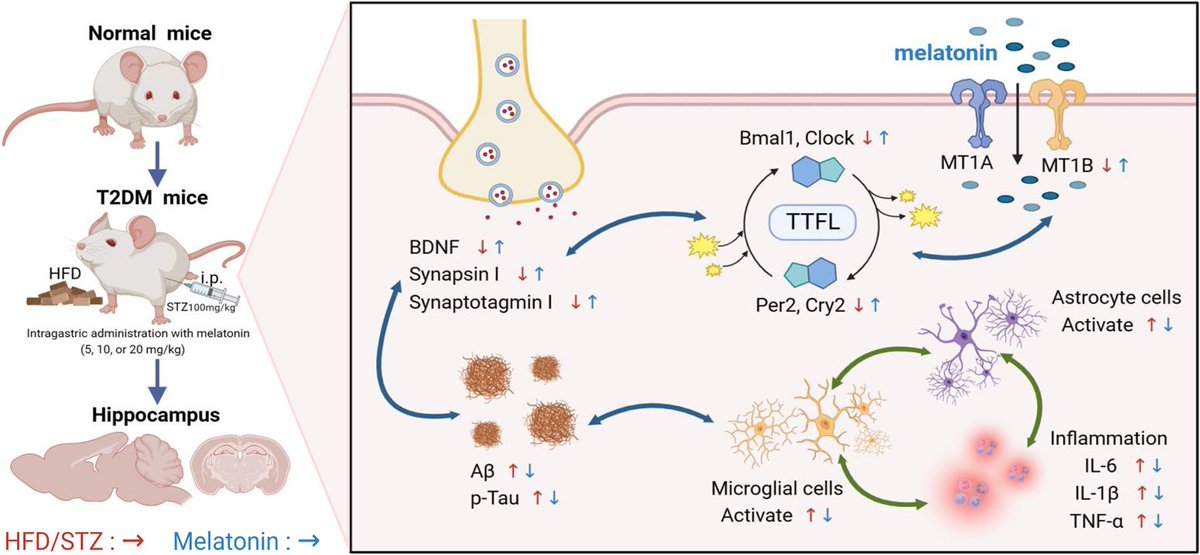 Normal mice
T2DM mice
HFD
i.p.
STZ100mg/kg
Intragastric administration with melatonin
(5, 10, or 20 mg/kg)
Hippocampus
HFD/STZ : → Melatonin : →
melatonin
MT1A
MT1B ↓↑
Bmal1, Clock ↓↑
TTFL
Per2, Cry2 ↓↑
BDNF ↓↑
Synapsin I ↓↑
Synaptotagmin I ↓↑
Astrocyte cells
Activate ↑↓
Aβ ↑↓
p-Tau ↑↓
Microglial cells
Activate ↑↓
Inflammation
IL-6 ↑↓
IL-1β ↑↓
TNF-α ↑↓